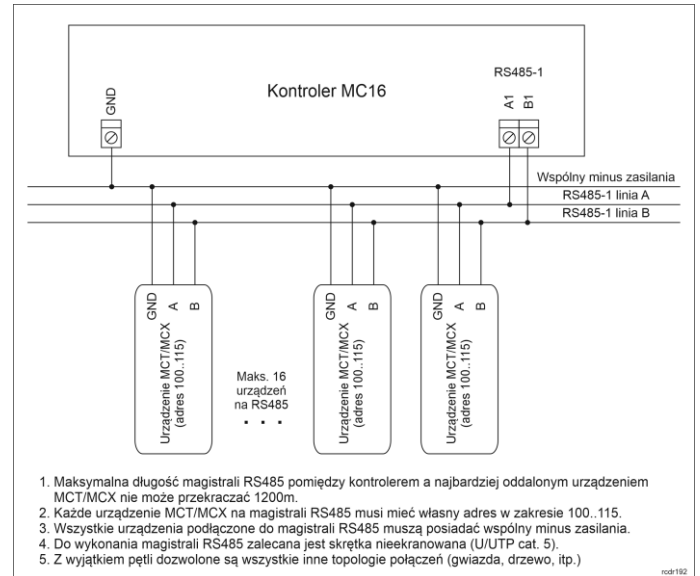 RS485-1
Kontroler MC16
GND
A1
B1
Wspólny minus zasilania
RS485-1 linia A
RS485-1 linia B
GND
A
B
Urządzenie MCT/MCX
(adres 100..115)
Maks. 16
urządzeń
na RS485
. . .
GND
A
B
Urządzenie MCT/MCX
(adres 100..115)
GND
A
B
Urządzenie MCT/MCX
(adres 100..115)
1. Maksymalna długość magistrali RS485 pomiędzy kontrolerem a najbardziej oddalonym urządzeniem
MCT/MCX nie może przekraczać 1200m.
2. Każde urządzenie MCT/MCX na magistrali RS485 musi mieć własny adres w zakresie 100..115.
3. Wszystkie urządzenia podłączone do magistrali RS485 muszą posiadać wspólny minus zasilania.
4. Do wykonania magistrali RS485 zalecana jest skrętka nieekranowana (U/UTP cat. 5).
5. Z wyjątkiem pętli dozwolone są wszystkie inne topologie połączeń (gwiazda, drzewo, itp.)
rcdr192